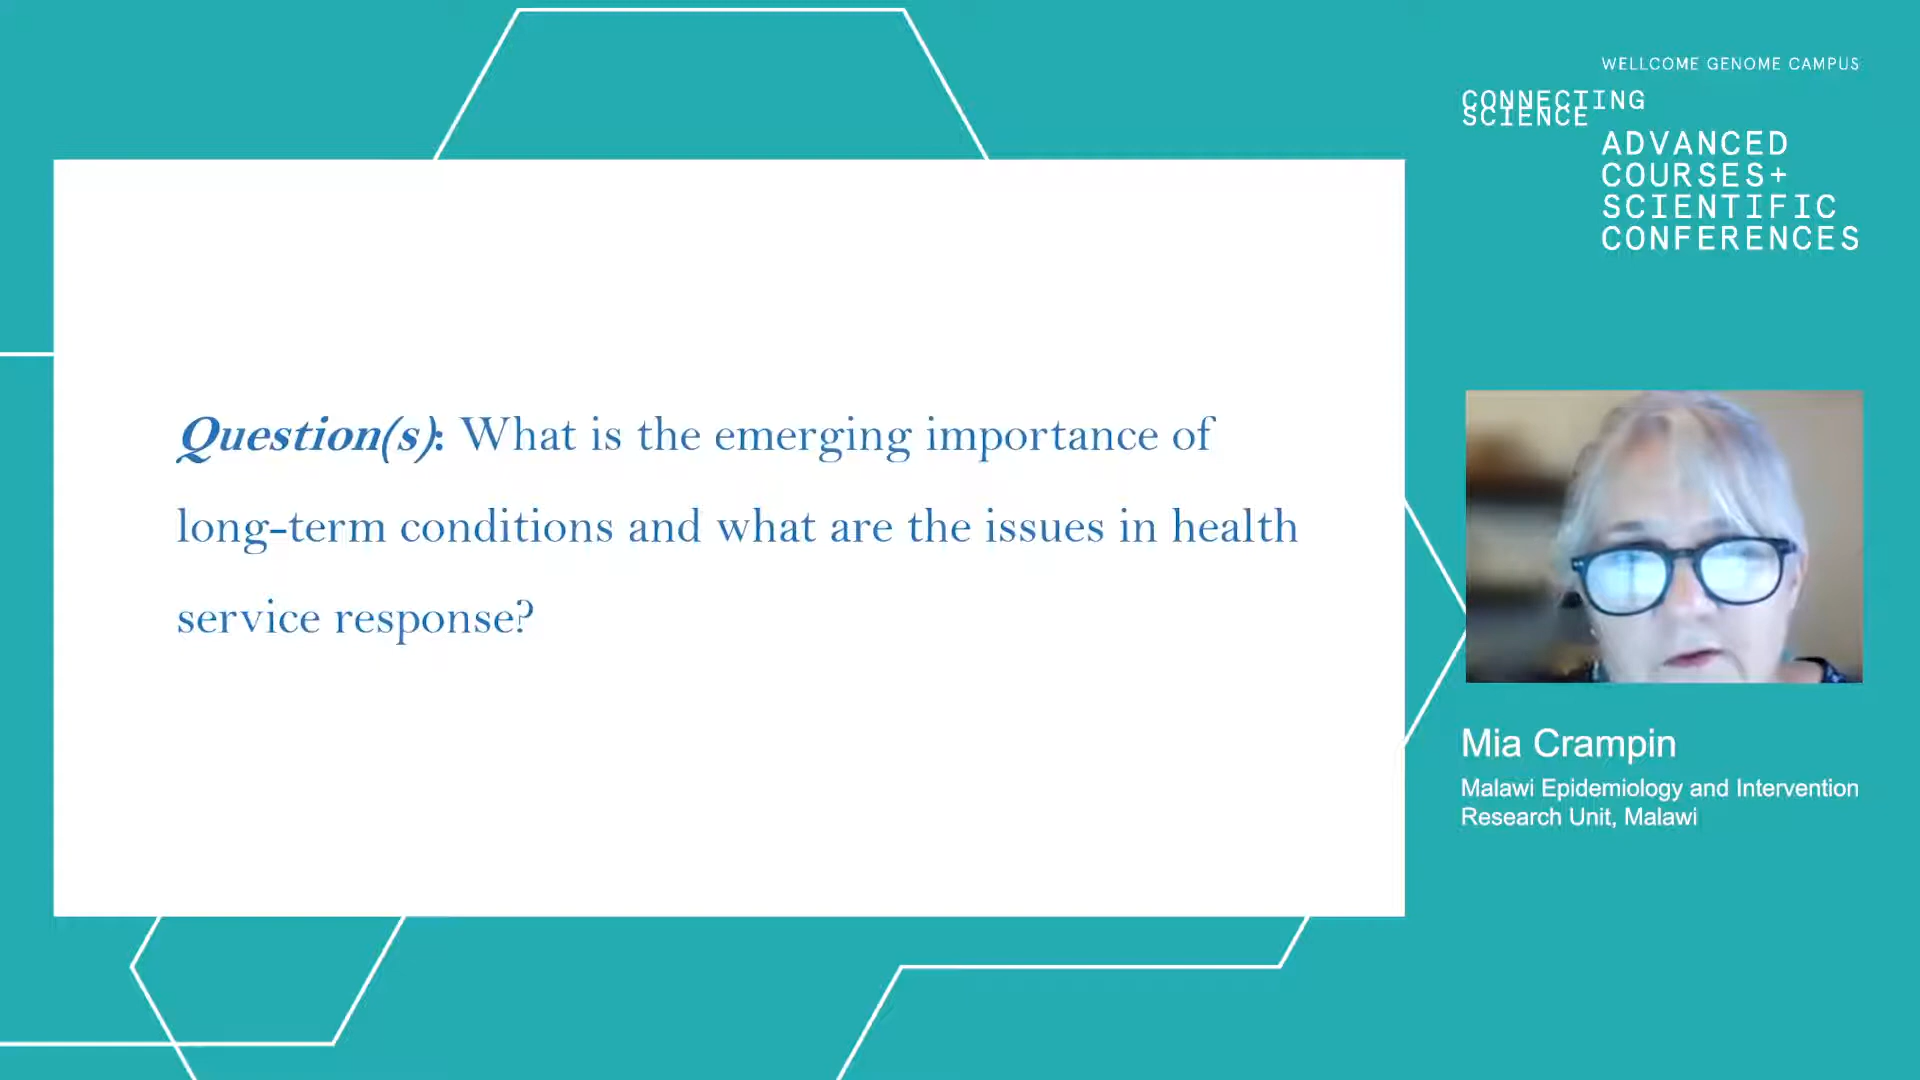 WELLCOME GENOME CAMPUS
CONNECTING
SCIENCE
ADVANCED
COURSES+
SCIENTIFIC
CONFERENCES
Question(s): What is the emerging importance of
long-term conditions and what are the issues in health
service response?
Mia Crampin
Malawi Epidemiology and Intervention
Research Unit, Malawi